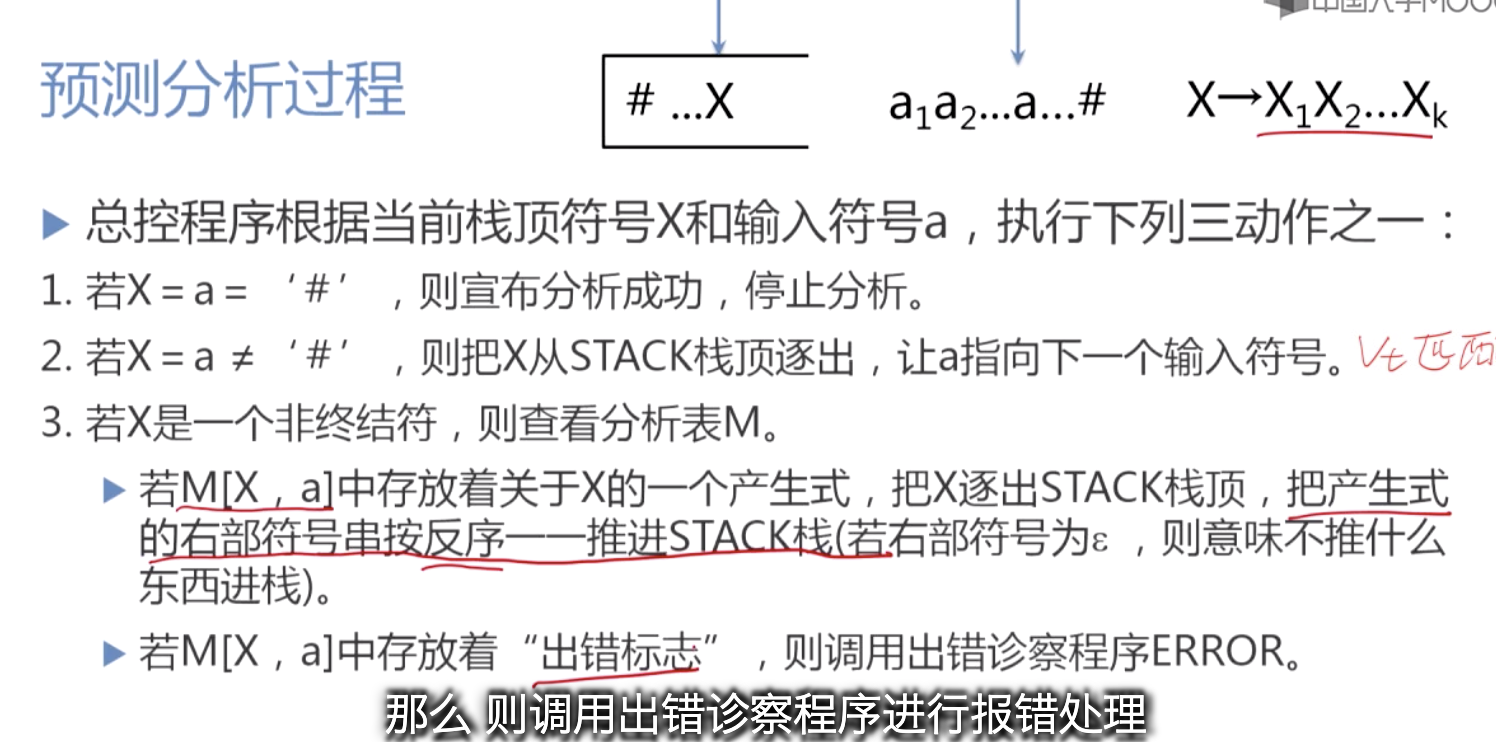 中国大学MOOC
预测分析过程
# …X
a₁a₂…a…#
X→X₁X₂…Xₖ
▶ 总控程序根据当前栈顶符号X和输入符号a，执行下列三动作之一：
1. 若X = a = ‘#’，则宣布分析成功，停止分析。
2. 若X = a ≠ ‘#’，则把X从STACK栈顶逐出，让a指向下一个输入符号。 Vt匹配
3. 若X是一个非终结符，则查看分析表M。
▶ 若M[X，a]中存放着关于X的一个产生式，把X逐出STACK栈顶，把产生式
的右部符号串按反序一一推进STACK栈(若右部符号为ε，则意味不推什么
东西进栈)。
▶ 若M[X，a]中存放着“出错标志”，则调用出错诊察程序ERROR。
那么 则调用出错诊察程序进行报错处理